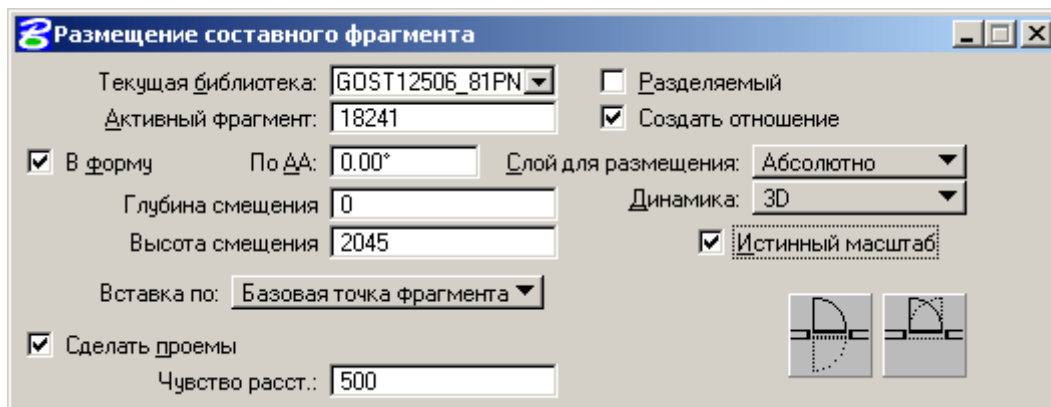 Размещение составного фрагмента
Текущая библиотека: GOST12506_81PN Разделяемый
Активный фрагмент: 18241 Создать отношение
В форму По АА: 0.00° Слой для размещения: Абсолютно
Глубина смещения 0 Динамика: 3D
Высота смещения 2045 Истинный масштаб
Вставка по: Базовая точка фрагмента
Сделать проемы
Чувство расст.: 500